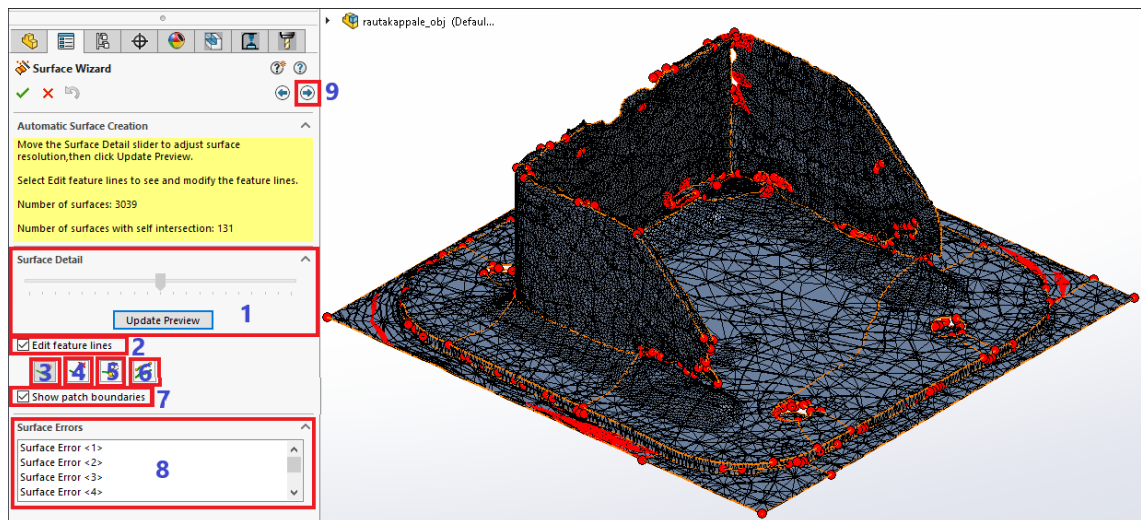 rautakappale_obj (Defaul...
Surface Wizard
9
Automatic Surface Creation
Move the Surface Detail slider to adjust surface
resolution,then click Update Preview.
Select Edit feature lines to see and modify the feature lines.
Number of surfaces: 3039
Number of surfaces with self intersection: 131
Surface Detail
Update Preview
1
Edit feature lines
2
3 4 5 6
Show patch boundaries
7
Surface Errors
Surface Error <1>
Surface Error <2>
Surface Error <3>
Surface Error <4>
8